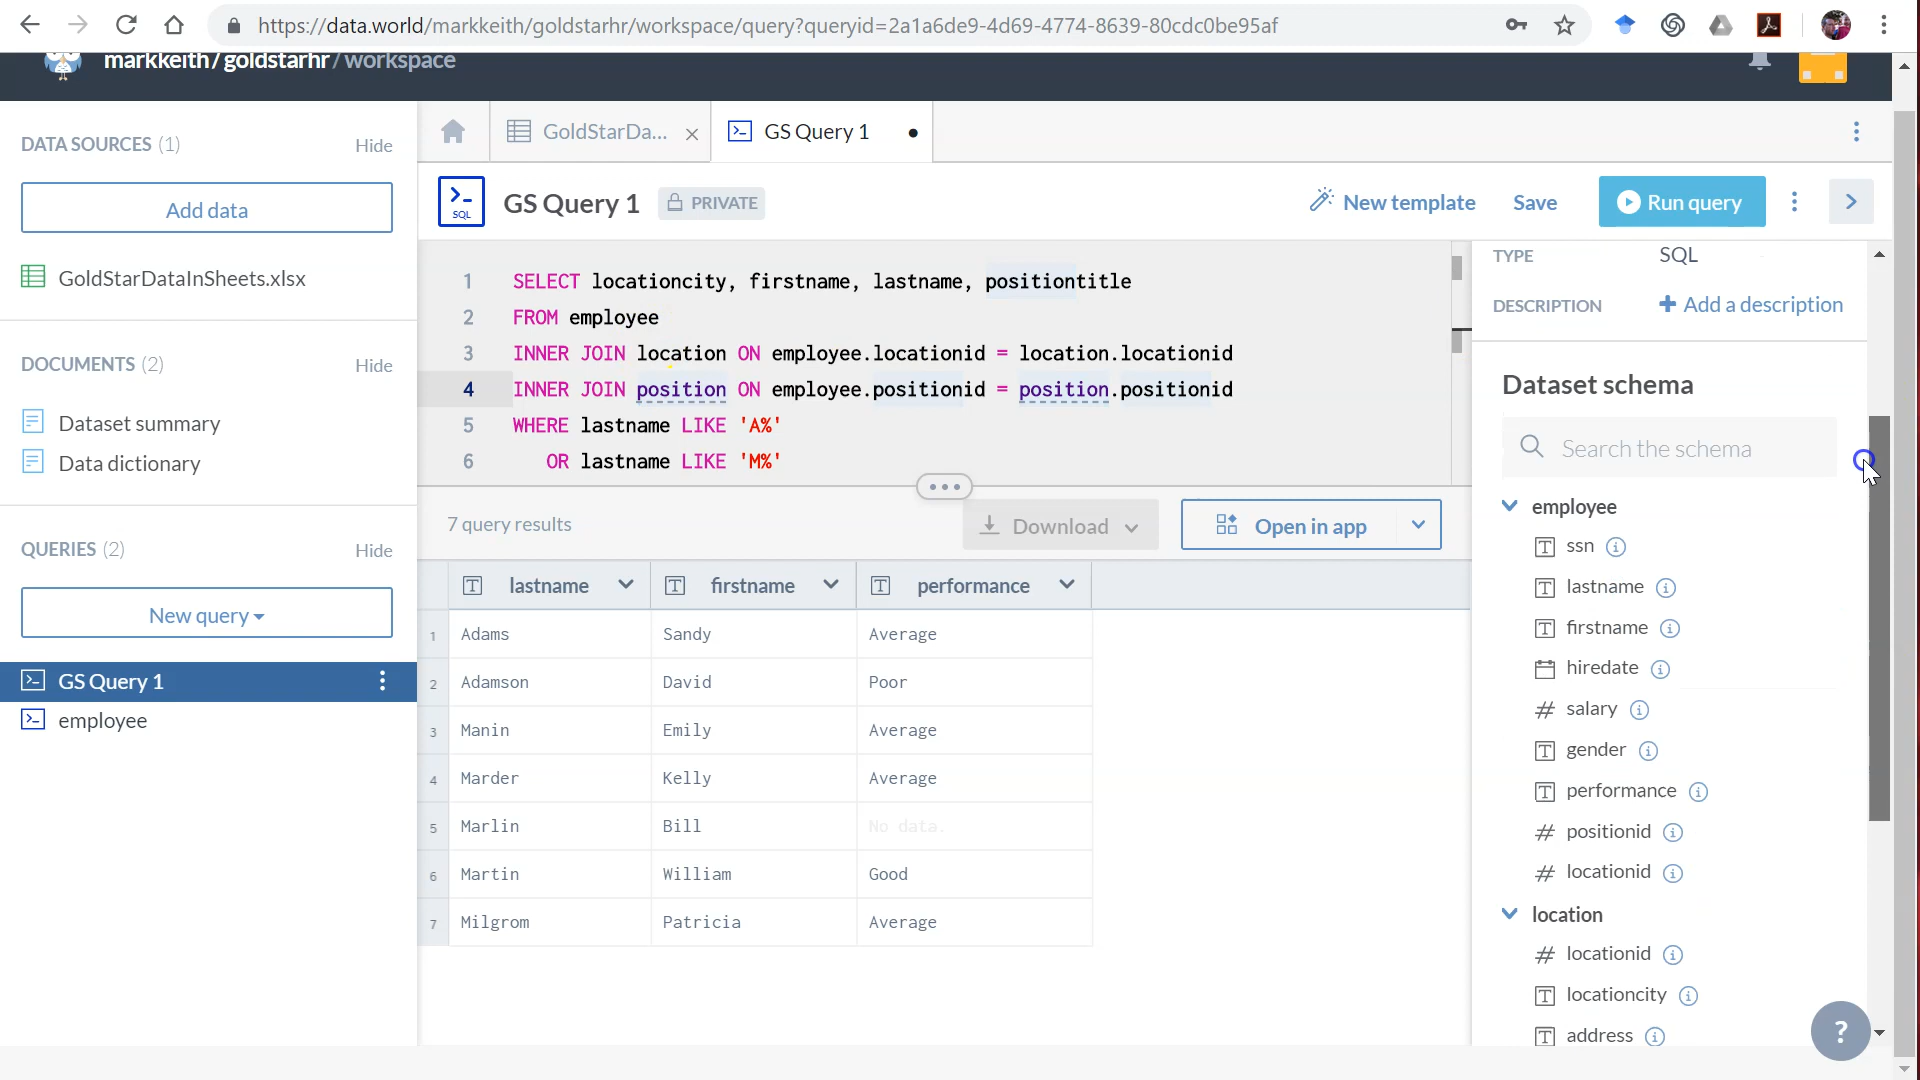 https://data.world/markkeith/goldstarhr/workspace/query?queryid=2a1a6de9-4d69-4774-8639-80cdc0be95af
markkeith/goldstarhr/workspace
DATA SOURCES (1)
Hide
Add data
GoldStarDataInSheets.xlsx
DOCUMENTS (2)
Hide
Dataset summary
Data dictionary
QUERIES (2)
Hide
New query
GS Query 1
employee
GoldStarDa...
GS Query 1
SQL
GS Query 1
PRIVATE
New template
Save
Run query
1 SELECT locationcity, firstname, lastname, positiontitle
2 FROM employee
3 INNER JOIN location ON employee.locationid = location.locationid
4 INNER JOIN position ON employee.positionid = position.positionid
5 WHERE lastname LIKE 'A%'
6 OR lastname LIKE 'M%'
7 query results
Download
Open in app
lastname firstname performance
1 Adams Sandy Average
2 Adamson David Poor
3 Manin Emily Average
4 Marder Kelly Average
5 Marlin Bill No data.
6 Martin William Good
7 Milgrom Patricia Average
TYPE SQL
DESCRIPTION + Add a description
Dataset schema
Search the schema
employee
ssn
lastname
firstname
hiredate
# salary
gender
performance
# positionid
# locationid
location
# locationid
locationcity
address
?